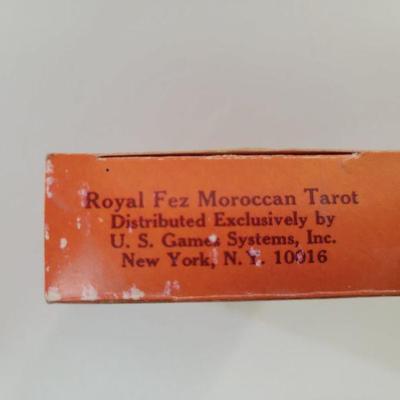 Royal Fez Moroccan Tarot
Distributed Exclusively by
U. S. Games Systems, Inc.
New York, N. Y. 10016